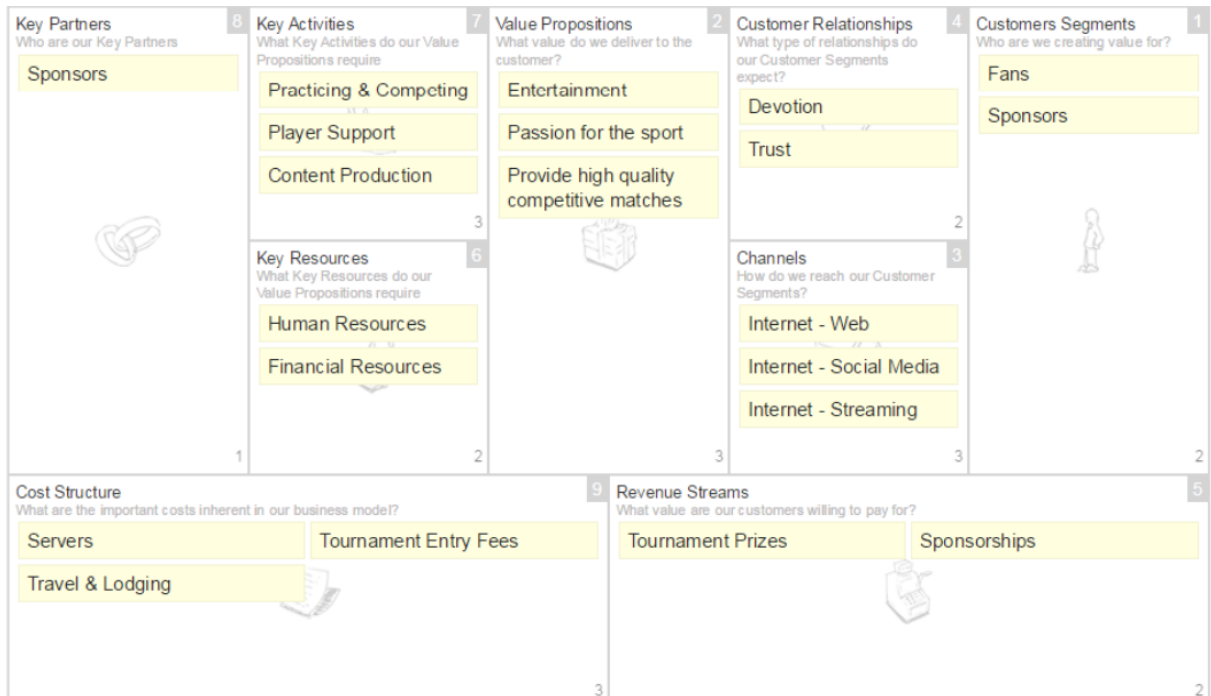 Key Partners
8
Who are our Key Partners
Sponsors
1
Key Activities
7
What Key Activities do our Value
Propositions require
Practicing & Competing
Player Support
Content Production
3
Key Resources
6
What Key Resources do our
Value Propositions require
Human Resources
Financial Resources
2
Value Propositions
2
What value do we deliver to the
customer?
Entertainment
Passion for the sport
Provide high quality
competitive matches
3
Customer Relationships
4
What type of relationships do
our Customer Segments
expect?
Devotion
Trust
2
Channels
3
How do we reach our Customer
Segments?
Internet - Web
Internet - Social Media
Internet - Streaming
3
Customers Segments
1
Who are we creating value for?
Fans
Sponsors
2
Cost Structure
9
What are the important costs inherent in our business model?
Servers
Tournament Entry Fees
Travel & Lodging
3
Revenue Streams
5
What value are our customers willing to pay for?
Tournament Prizes
Sponsorships
2